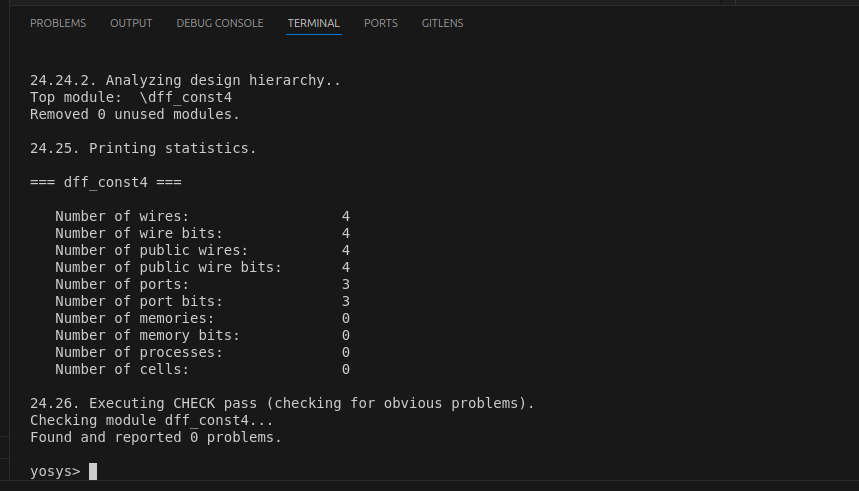 PROBLEMS OUTPUT DEBUG CONSOLE TERMINAL PORTS GITLENS
24.24.2. Analyzing design hierarchy..
Top module:  \dff_const4
Removed 0 unused modules.
24.25. Printing statistics.
=== dff_const4 ===
Number of wires: 4
Number of wire bits: 4
Number of public wires: 4
Number of public wire bits: 4
Number of ports: 3
Number of port bits: 3
Number of memories: 0
Number of memory bits: 0
Number of processes: 0
Number of cells: 0
24.26. Executing CHECK pass (checking for obvious problems).
Checking module dff_const4...
Found and reported 0 problems.
yosys>